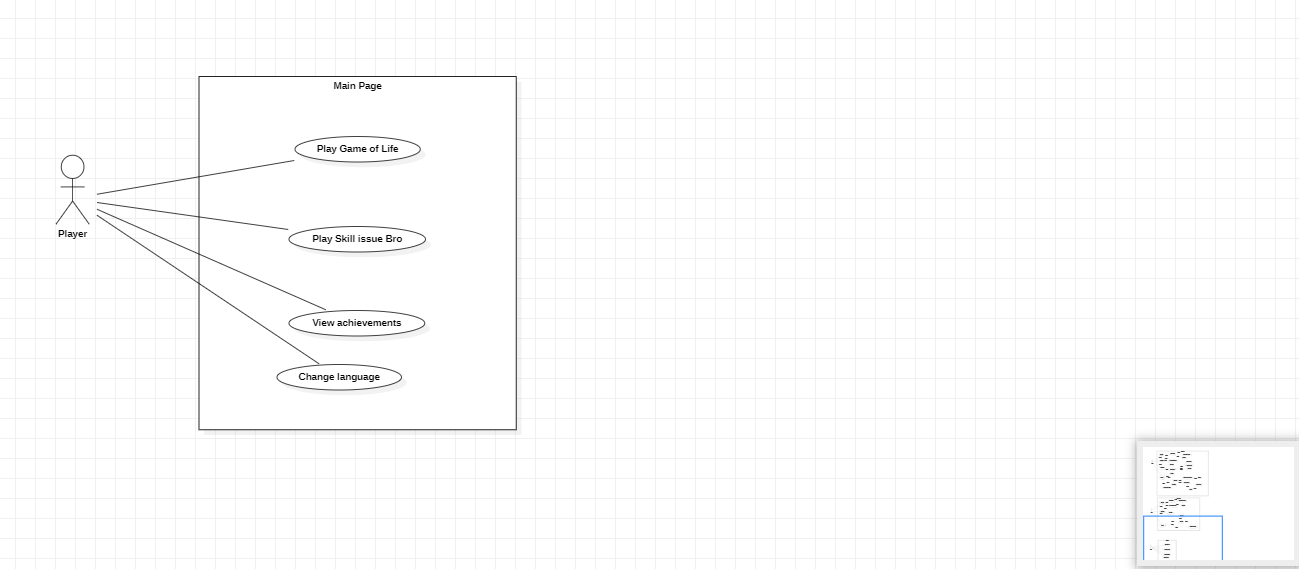 Main Page
Play Game of Life
Player
Play Skill issue Bro
View achievements
Change language